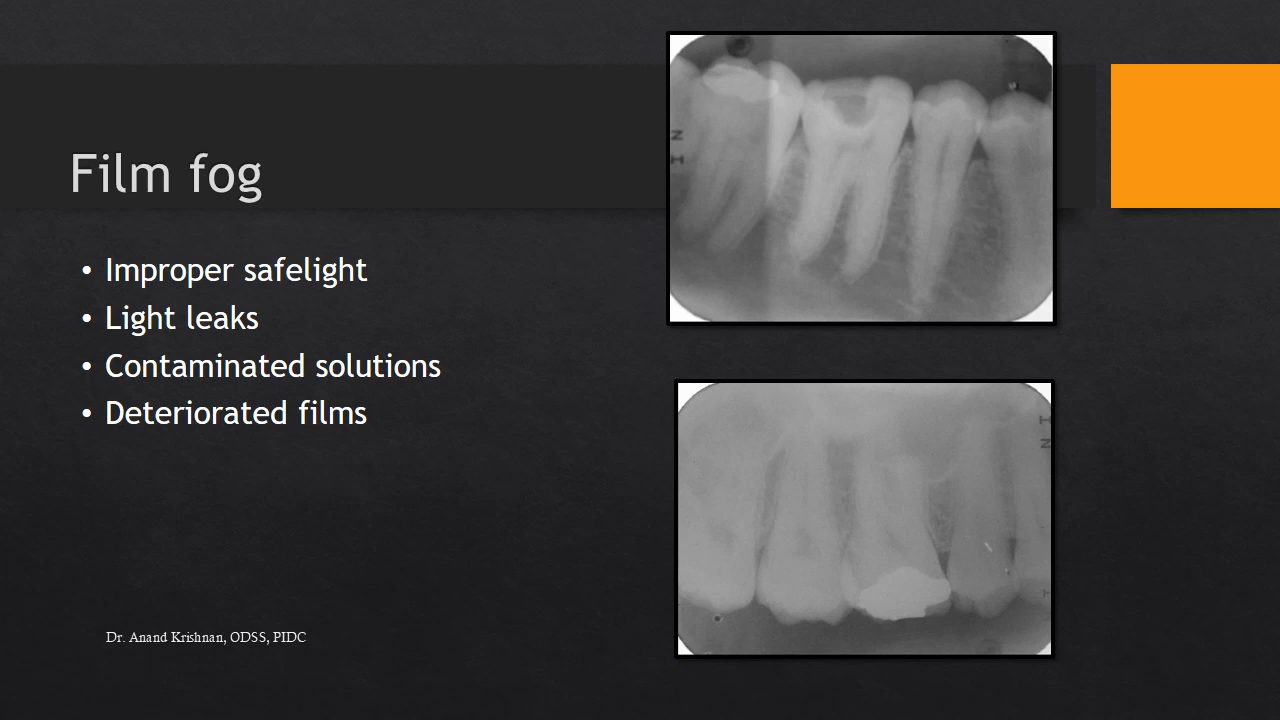 Film fog
• Improper safelight
• Light leaks
• Contaminated solutions
• Deteriorated films
Dr. Anand Krishnan, ODSS, PIDC